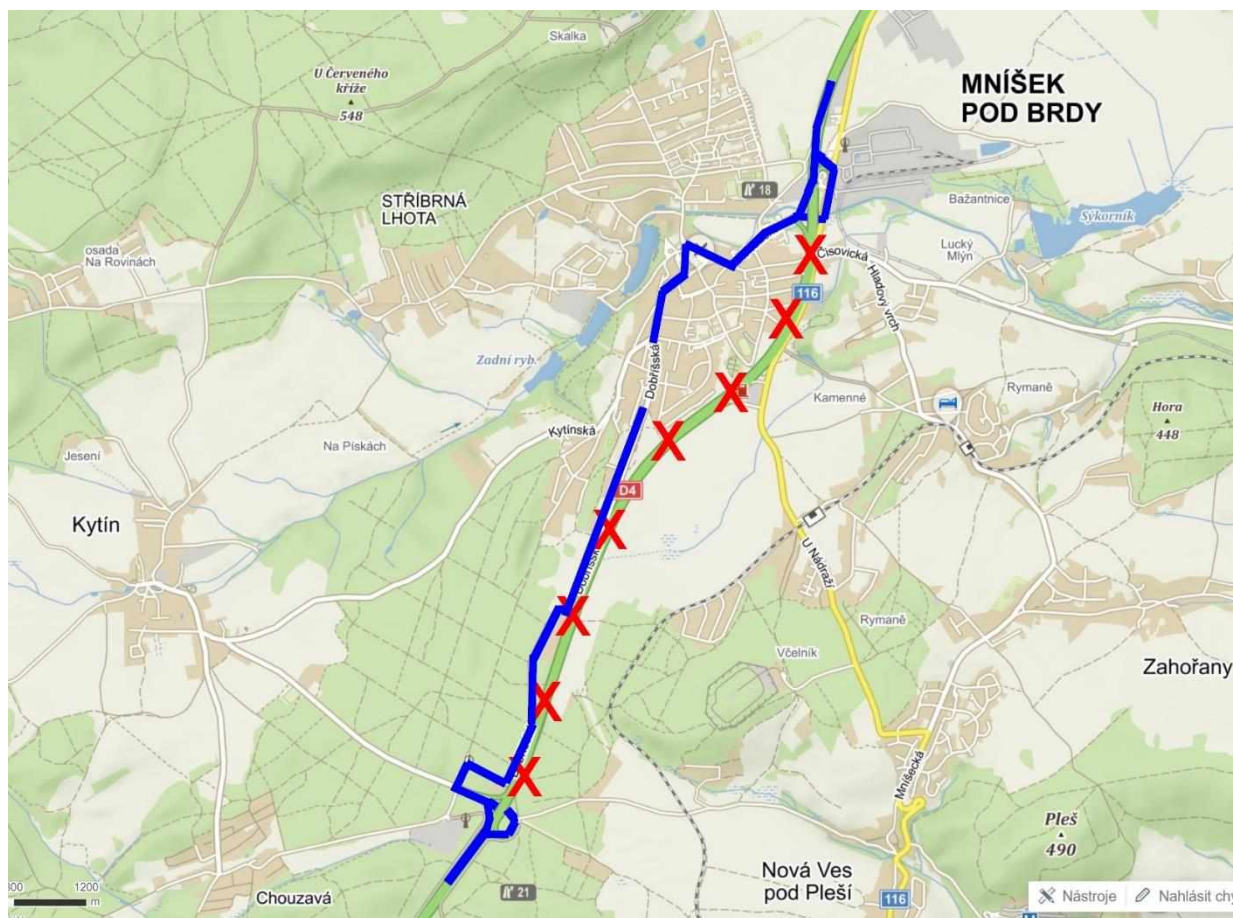 Skalka
U Červeného
kříže
548
MNÍŠEK
POD BRDY
18
STŘÍBRNÁ
LHOTA
Bažantnice
Sýkorník
osada
Na Rovinách
Čisovická
Lucký
Mlýn
Hladový vrch
116
Zadní ryb.
Dobříšská
Kamenné
Rymaně
Hora
448
Kytínská
Na Pískách
Jesení
D4
Kytín
U Nádraží
Rymaně
Včelník
Zahořany
Mníšecká
Pleš
490
Nová Ves
pod Pleší
Chouzavá
21
116
1200
m
Nástroje
Nahlásit chy